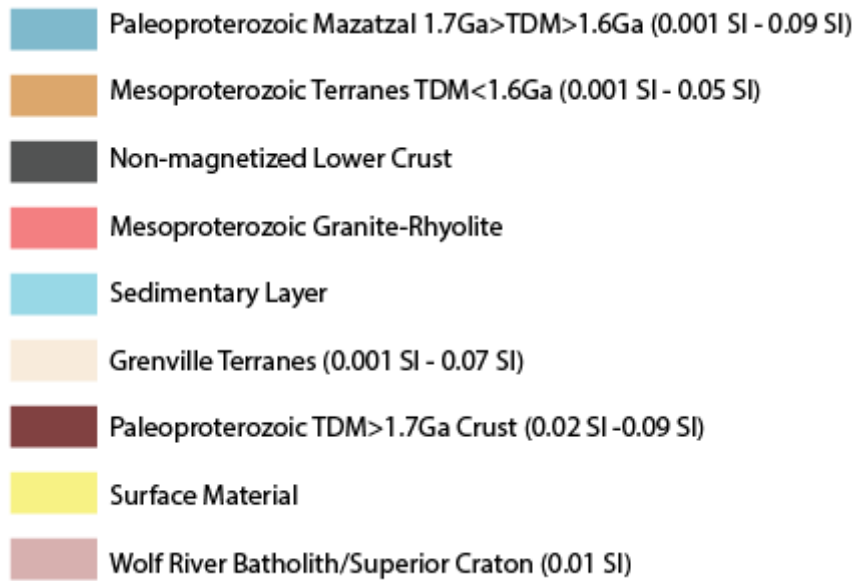 Paleoproterozoic Mazatzal 1.7Ga>TDM>1.6Ga (0.001 SI - 0.09 SI)
Mesoproterozoic Terranes TDM<1.6Ga (0.001 SI - 0.05 SI)
Non-magnetized Lower Crust
Mesoproterozoic Granite-Rhyolite
Sedimentary Layer
Grenville Terranes (0.001 SI - 0.07 SI)
Paleoproterozoic TDM>1.7Ga Crust (0.02 SI -0.09 SI)
Surface Material
Wolf River Batholith/Superior Craton (0.01 SI)